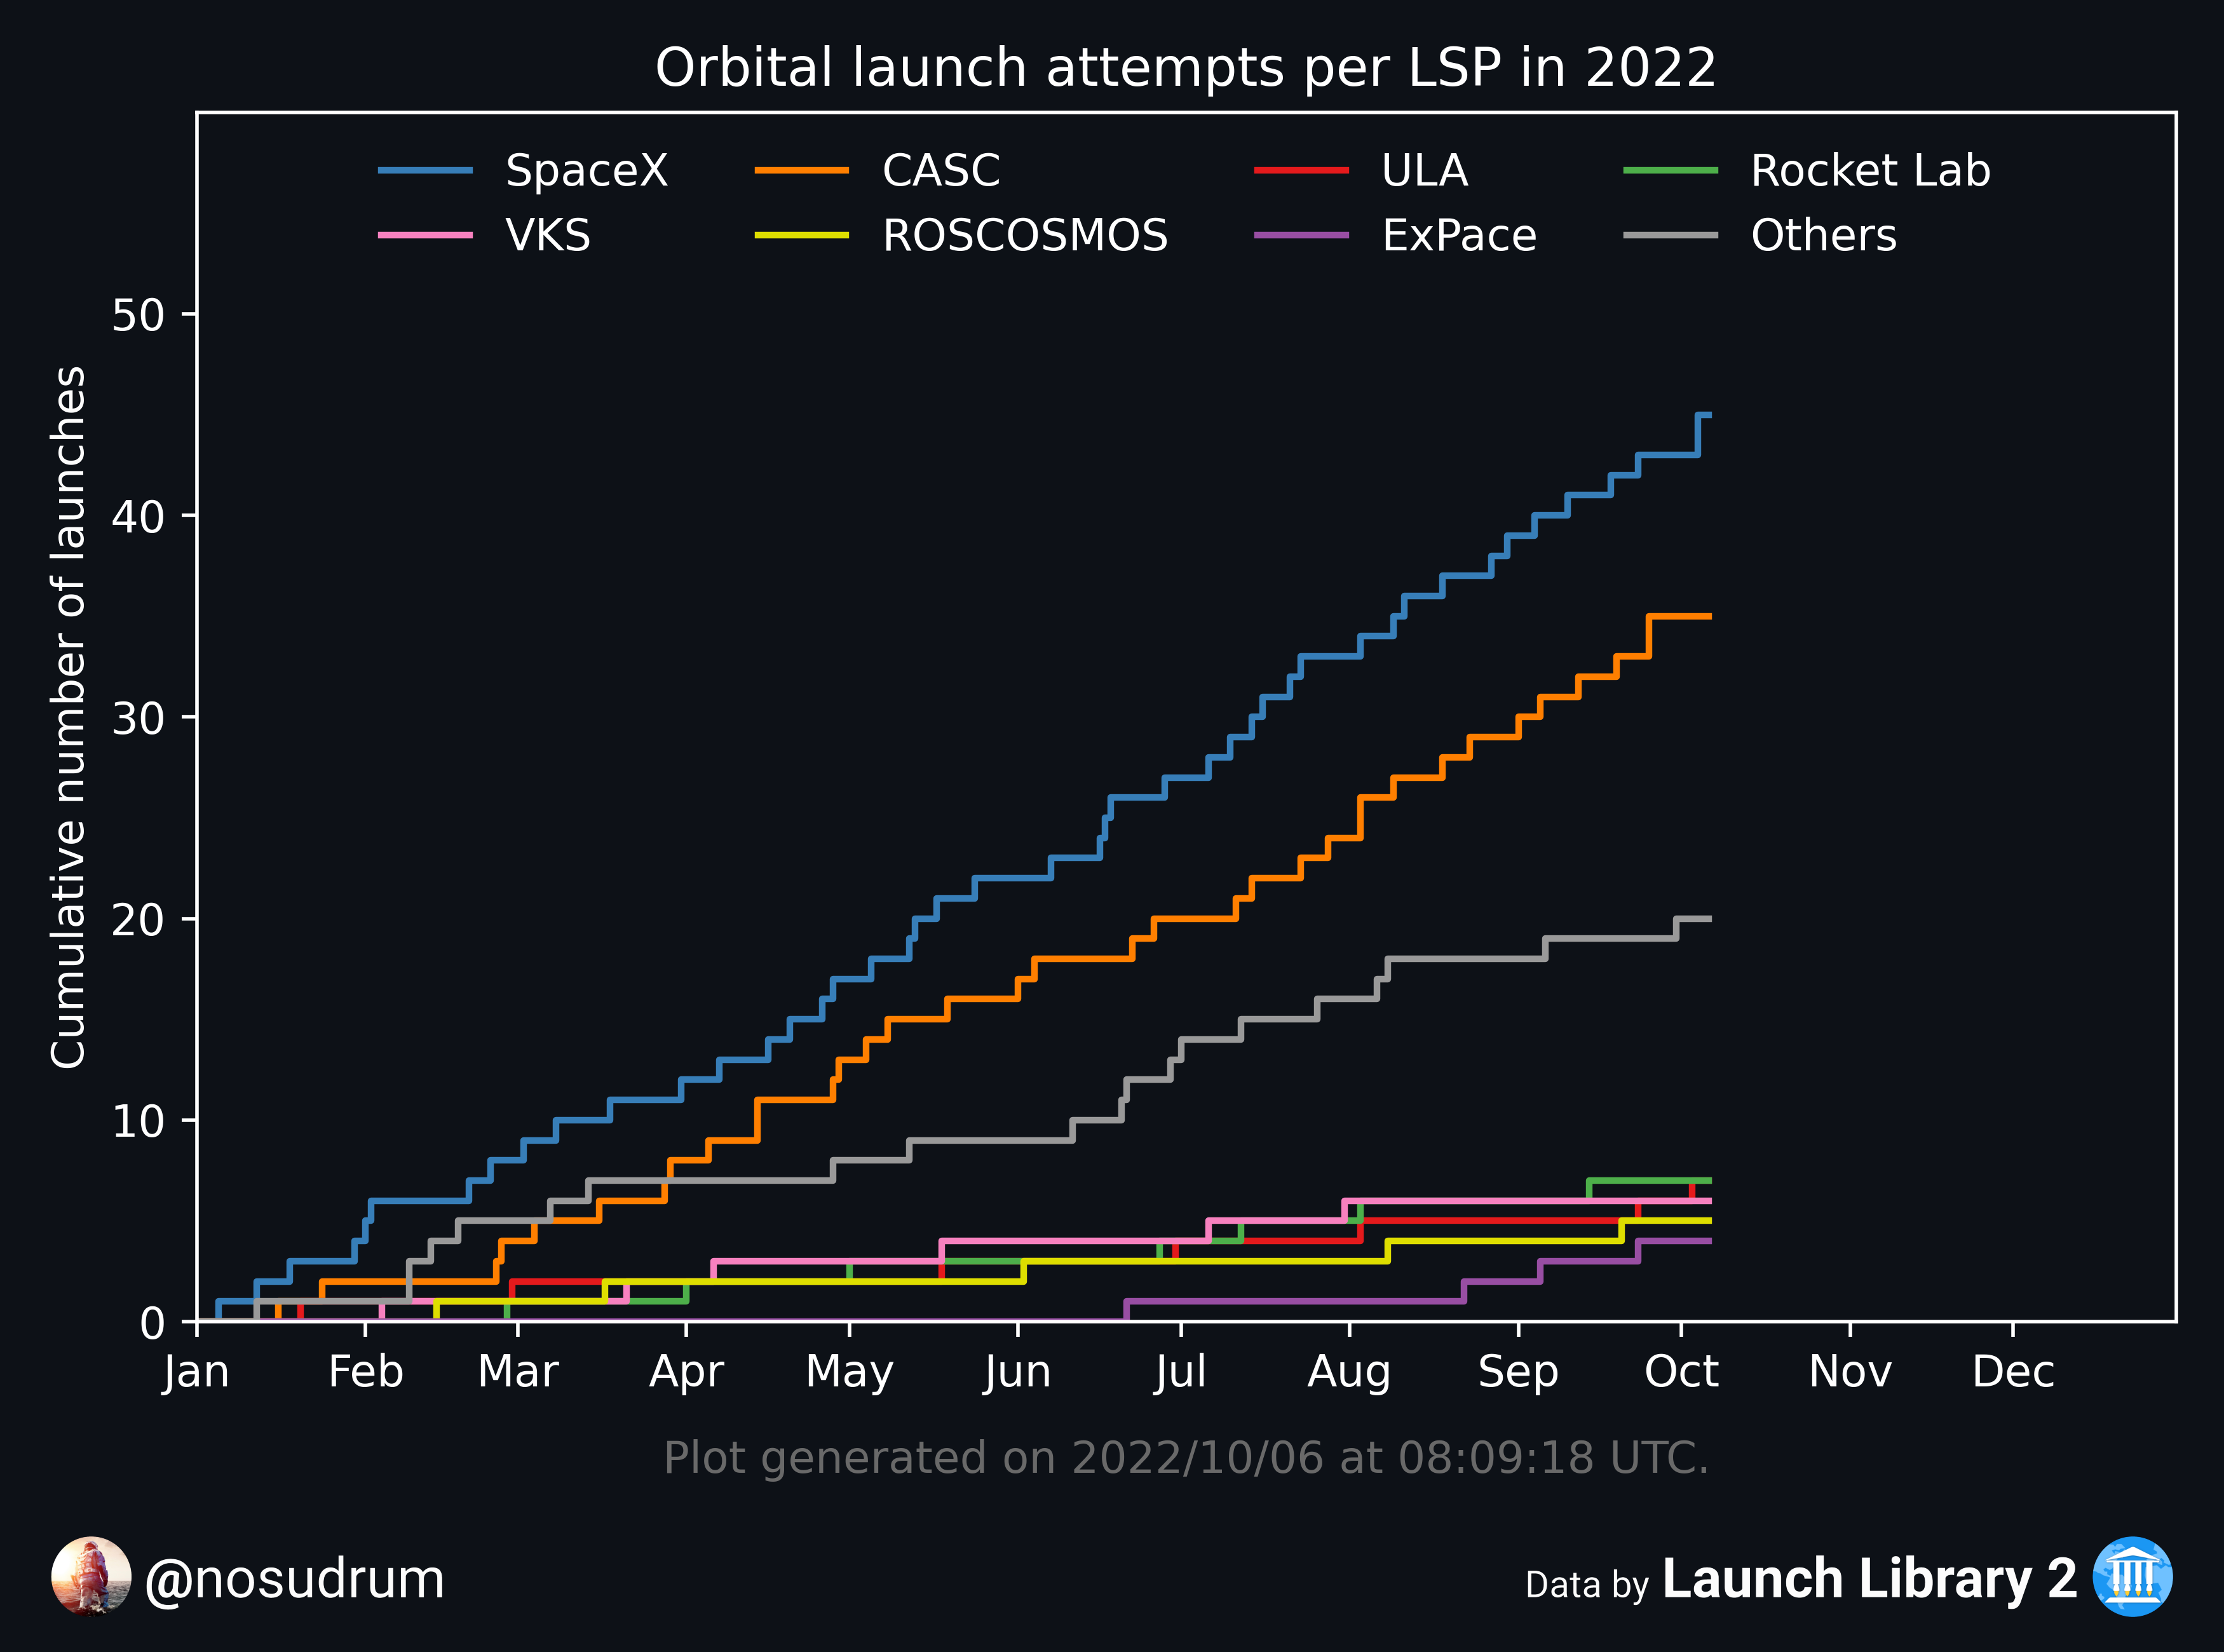 Orbital launch attempts per LSP in 2022
SpaceX CASC ULA Rocket Lab
VKS ROSCOSMOS ExPace Others
Cumulative number of launches
50
40
30
20
10
0
Jan Feb Mar Apr May Jun Jul Aug Sep Oct Nov Dec
Plot generated on 2022/10/06 at 08:09:18 UTC.
@nosudrum
Data by Launch Library 2